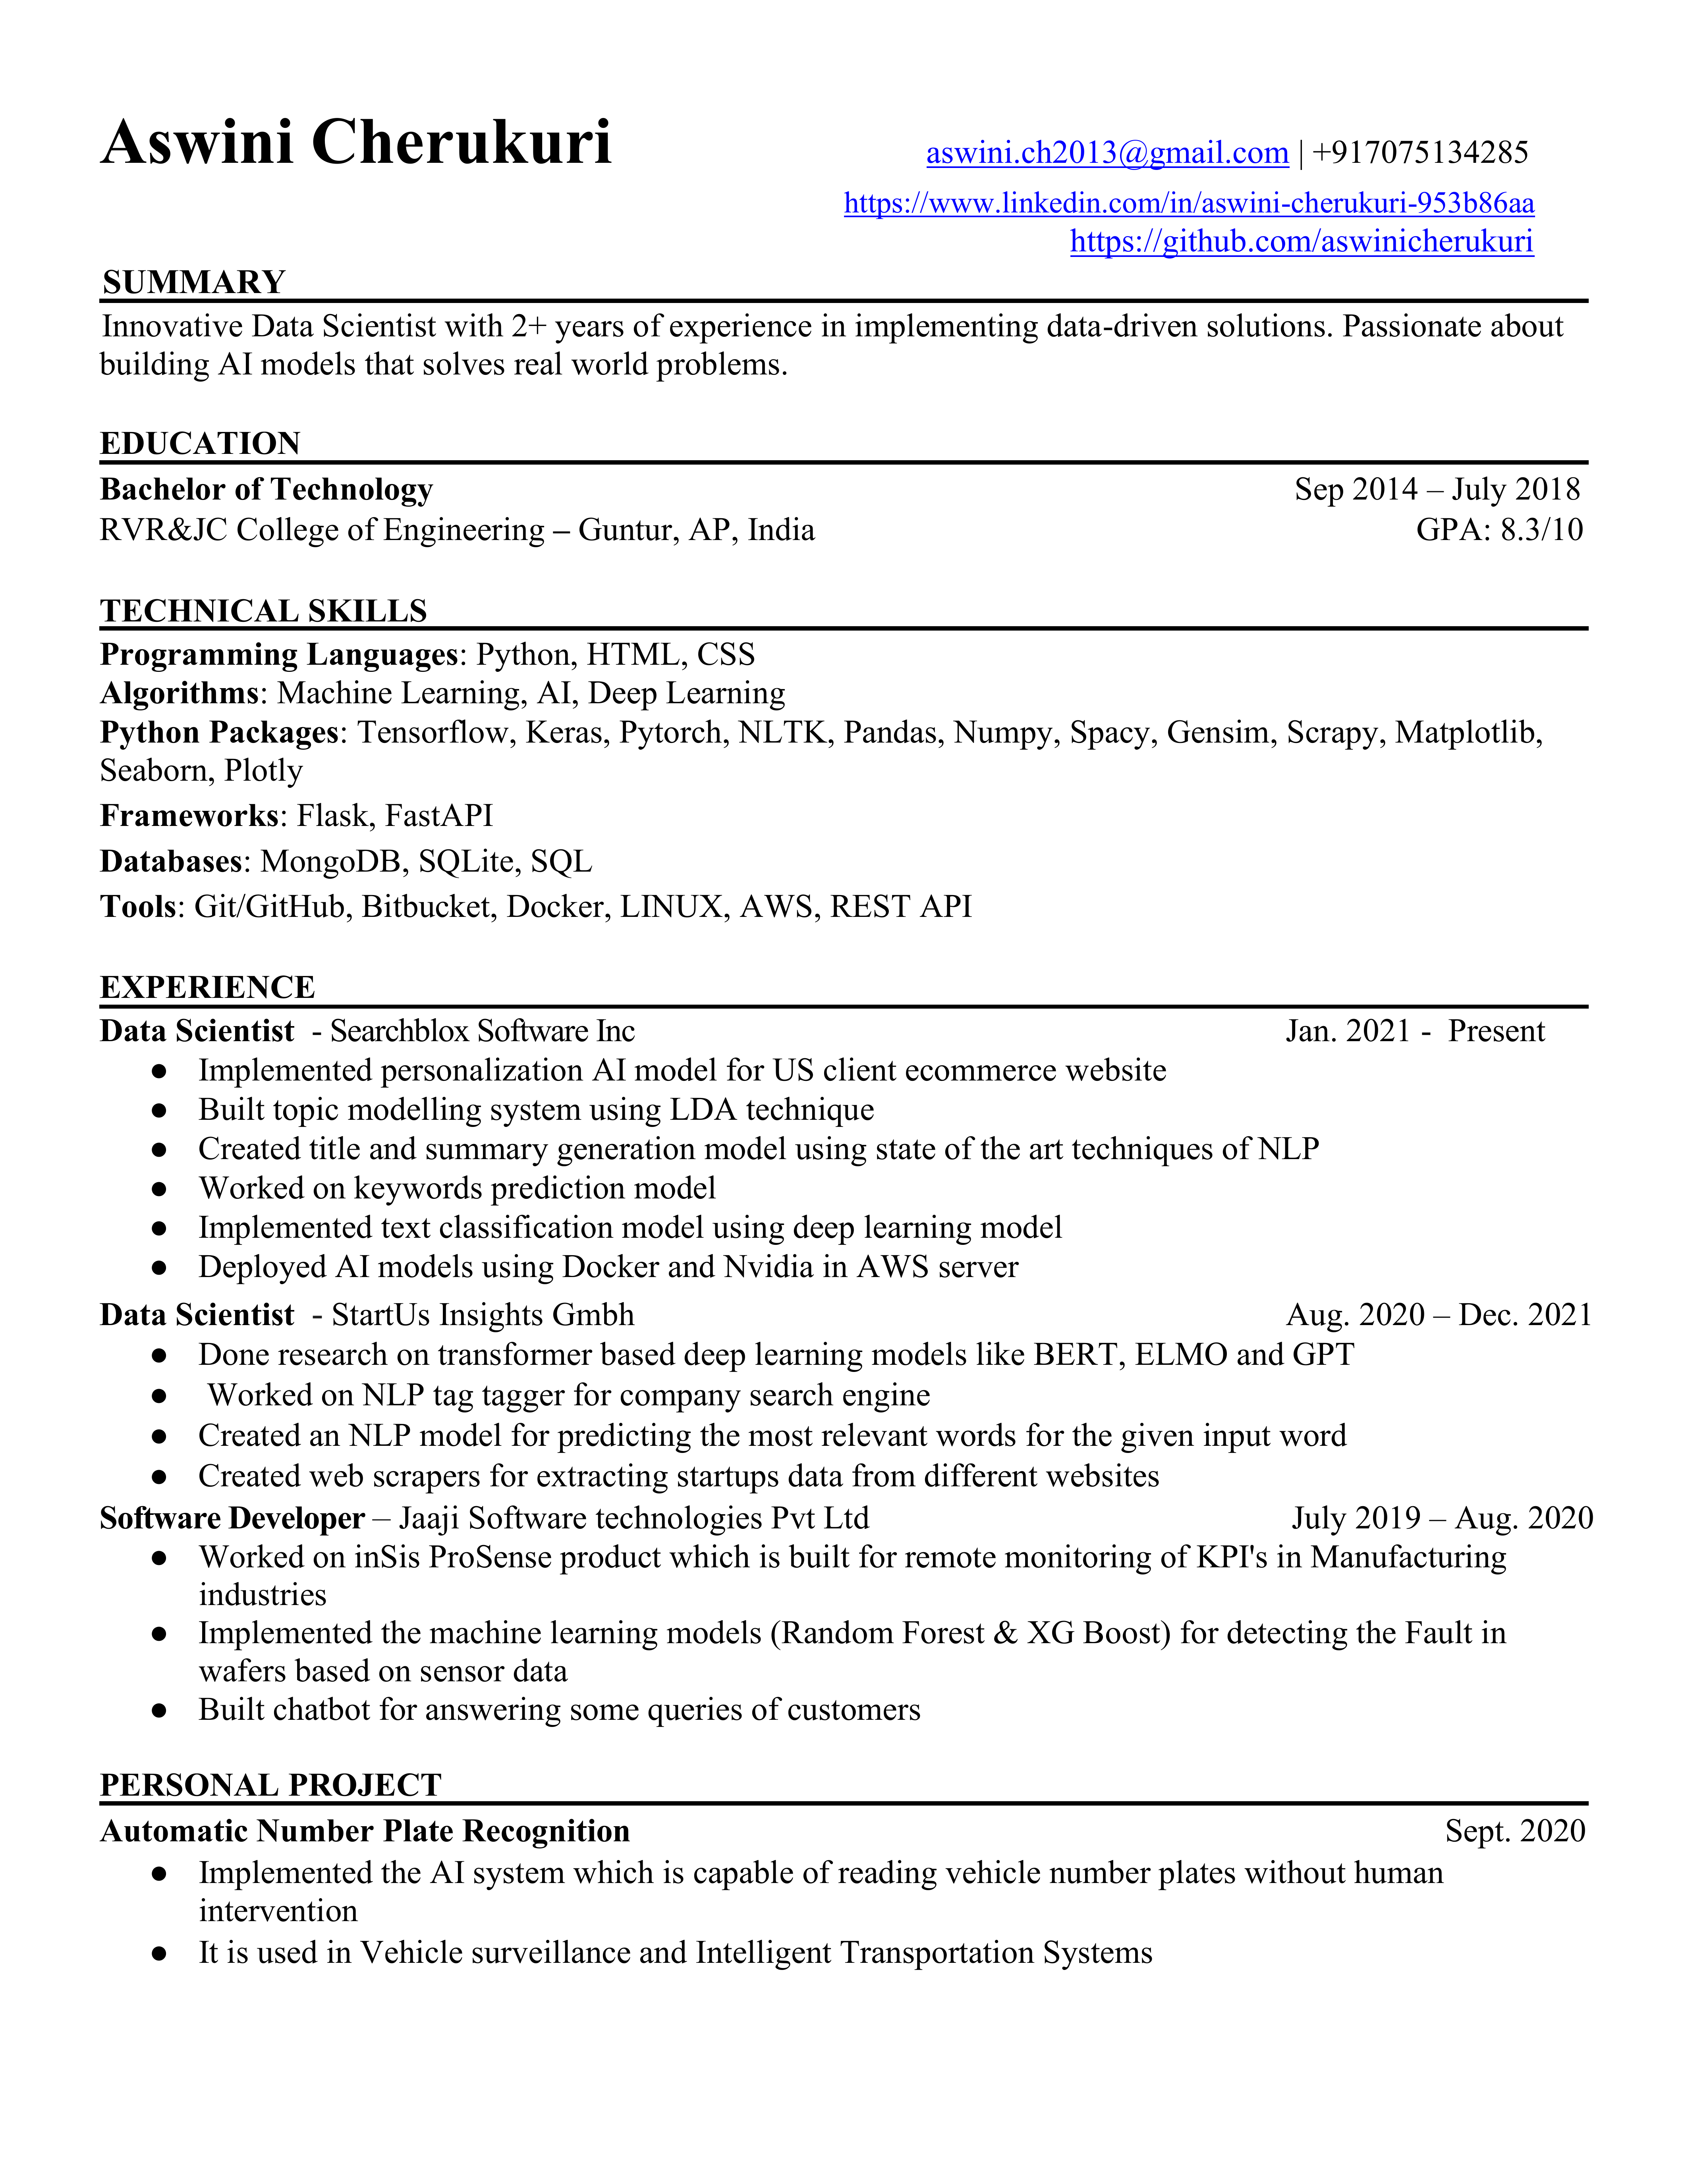 Aswini Cherukuri
aswini.ch2013@gmail.com | +917075134285
https://www.linkedin.com/in/aswini-cherukuri-953b86aa
https://github.com/aswinicherukuri
SUMMARY
Innovative Data Scientist with 2+ years of experience in implementing data-driven solutions. Passionate about
building AI models that solves real world problems.
EDUCATION
Bachelor of Technology Sep 2014 – July 2018
RVR&JC College of Engineering – Guntur, AP, India GPA: 8.3/10
TECHNICAL SKILLS
Programming Languages: Python, HTML, CSS
Algorithms: Machine Learning, AI, Deep Learning
Python Packages: Tensorflow, Keras, Pytorch, NLTK, Pandas, Numpy, Spacy, Gensim, Scrapy, Matplotlib,
Seaborn, Plotly
Frameworks: Flask, FastAPI
Databases: MongoDB, SQLite, SQL
Tools: Git/GitHub, Bitbucket, Docker, LINUX, AWS, REST API
EXPERIENCE
Data Scientist - Searchblox Software Inc Jan. 2021 - Present
● Implemented personalization AI model for US client ecommerce website
● Built topic modelling system using LDA technique
● Created title and summary generation model using state of the art techniques of NLP
● Worked on keywords prediction model
● Implemented text classification model using deep learning model
● Deployed AI models using Docker and Nvidia in AWS server
Data Scientist - StartUs Insights Gmbh Aug. 2020 – Dec. 2021
● Done research on transformer based deep learning models like BERT, ELMO and GPT
● Worked on NLP tag tagger for company search engine
● Created an NLP model for predicting the most relevant words for the given input word
● Created web scrapers for extracting startups data from different websites
Software Developer – Jaaji Software technologies Pvt Ltd July 2019 – Aug. 2020
● Worked on inSis ProSense product which is built for remote monitoring of KPI's in Manufacturing
industries
● Implemented the machine learning models (Random Forest & XG Boost) for detecting the Fault in
wafers based on sensor data
● Built chatbot for answering some queries of customers
PERSONAL PROJECT
Automatic Number Plate Recognition Sept. 2020
● Implemented the AI system which is capable of reading vehicle number plates without human
intervention
● It is used in Vehicle surveillance and Intelligent Transportation Systems